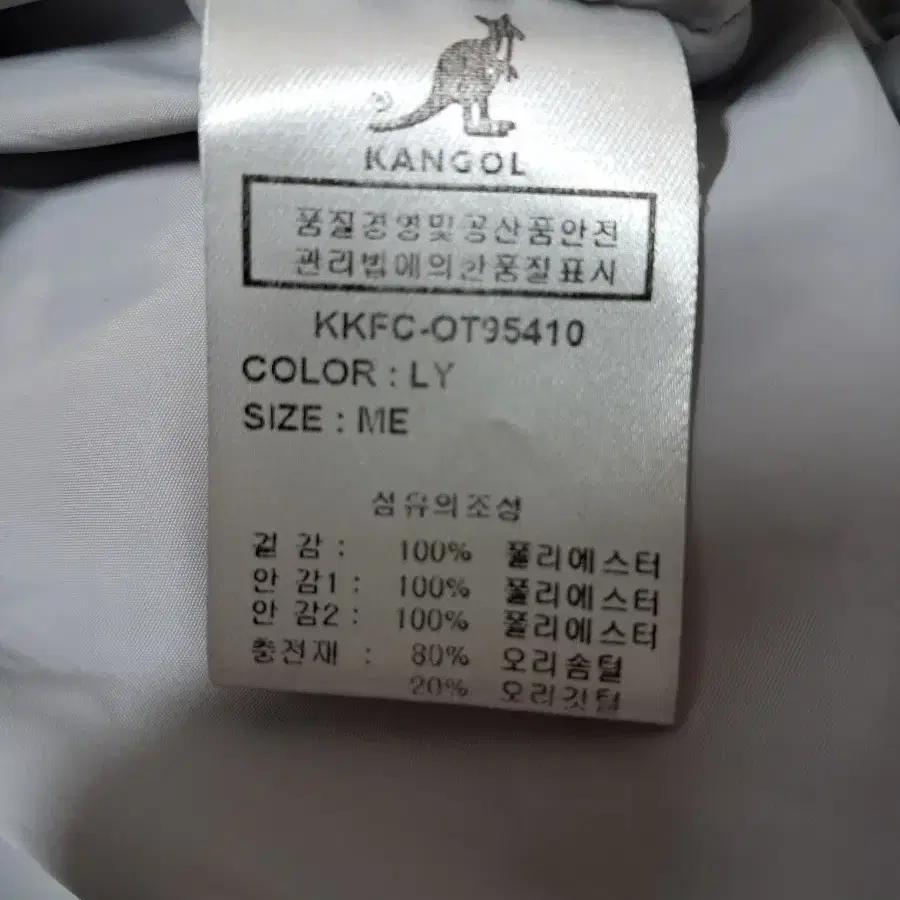 KANGOL
품질경영및공산품안전
관리법에의한품질표시
KKFC-OT95410
COLOR : LY
SIZE : ME
섬유의조성
겉 감 : 100% 폴리에스터
안 감1 : 100% 폴리에스터
안 감2 : 100% 폴리에스터
충전재 : 80% 오리솜털
20% 오리깃털